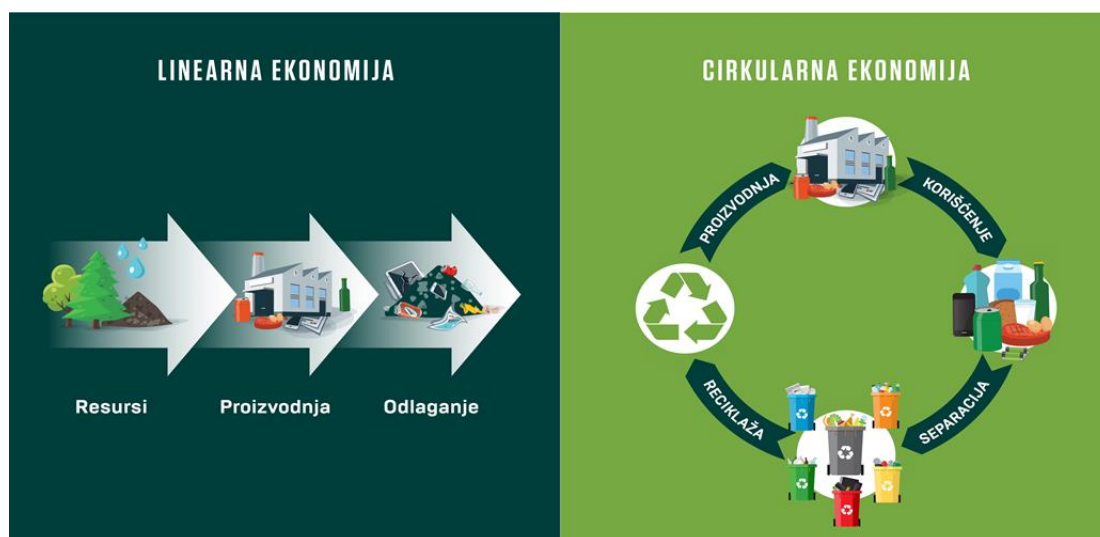 LINEARNA EKONOMIJA
Resursi
Proizvodnja
Odlaganje
CIRKULARNA EKONOMIJA
PROIZVODNJA
KORIŠĆENJE
SEPARACIJA
RECIKLAŽA